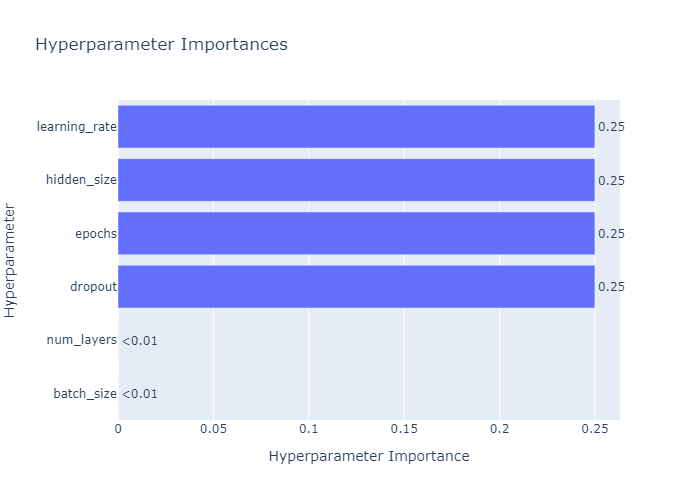 Hyperparameter Importances
learning_rate 0.25
hidden_size 0.25
epochs 0.25
dropout 0.25
num_layers <0.01
batch_size <0.01
Hyperparameter
0 0.05 0.1 0.15 0.2 0.25
Hyperparameter Importance